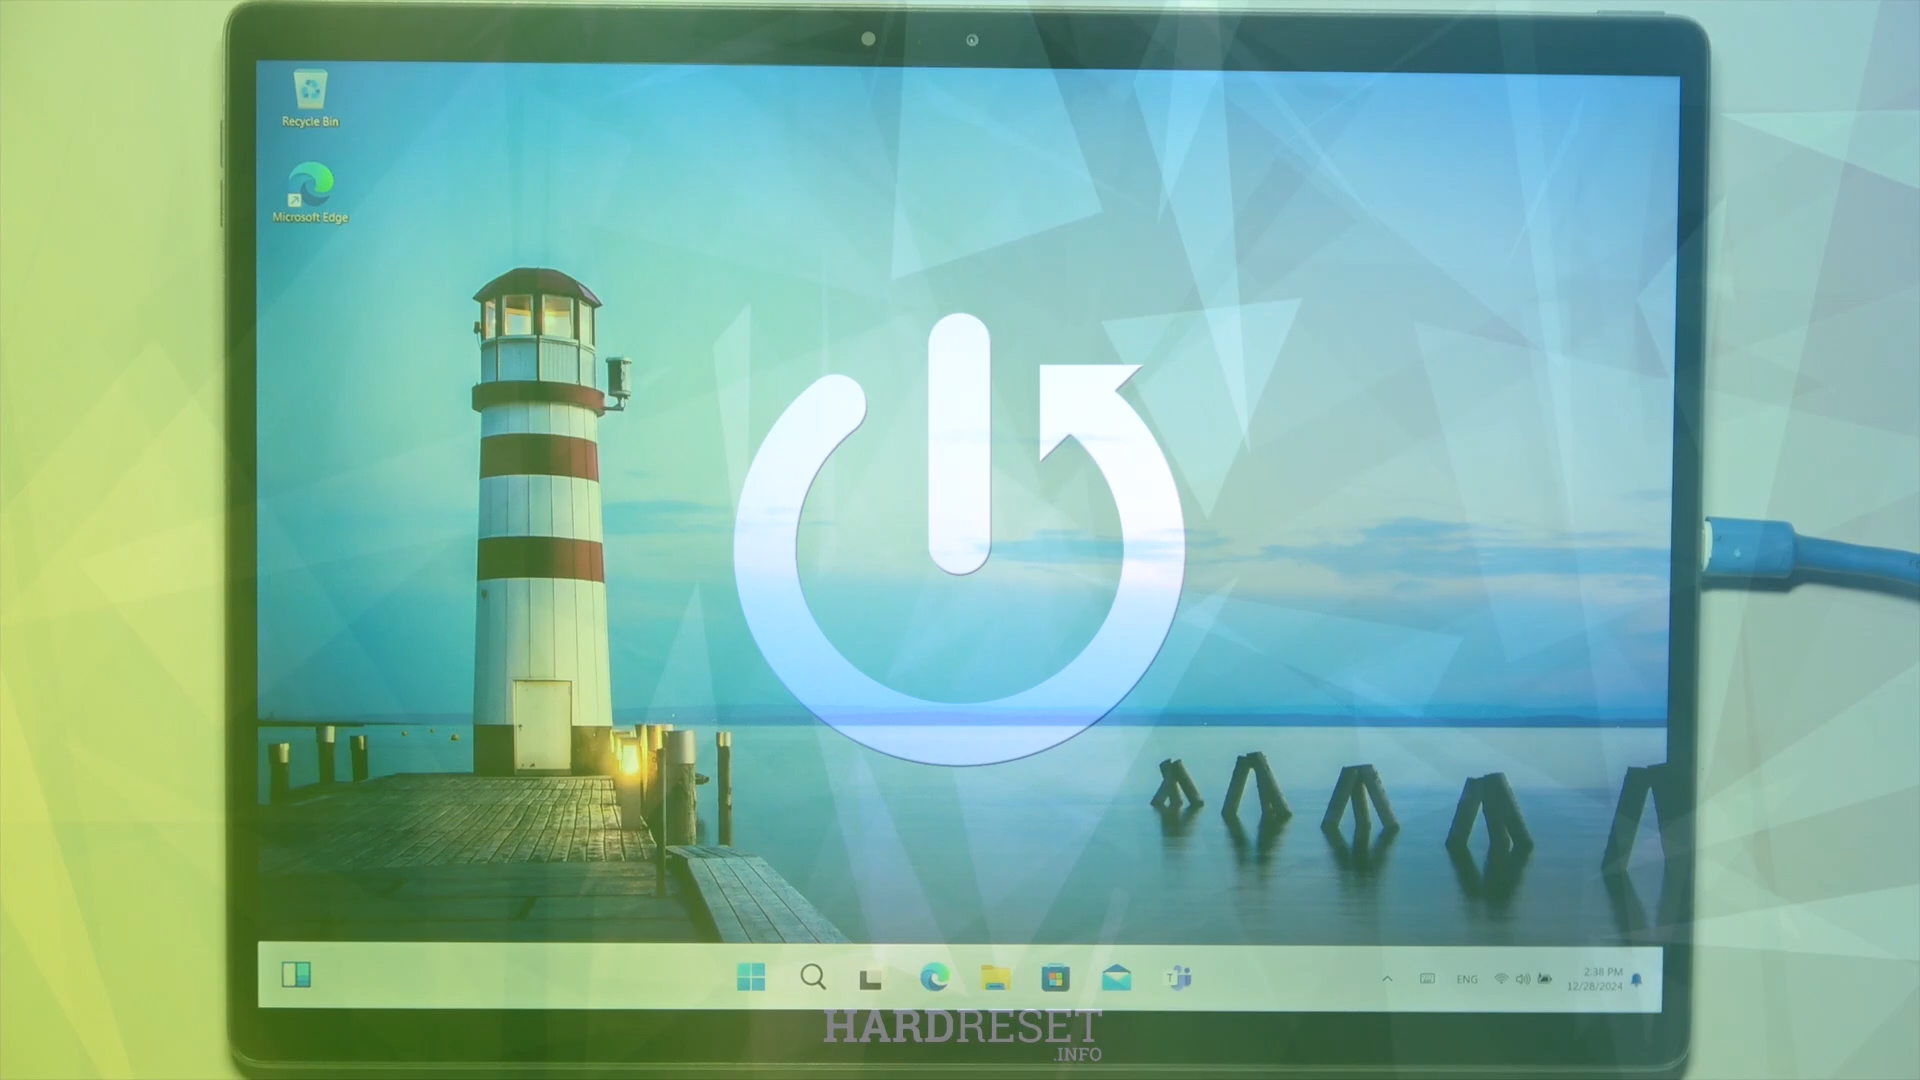 Recycle Bin
Microsoft Edge
ENG
2:38 PM
12/28/2024
HARDRESET
.INFO